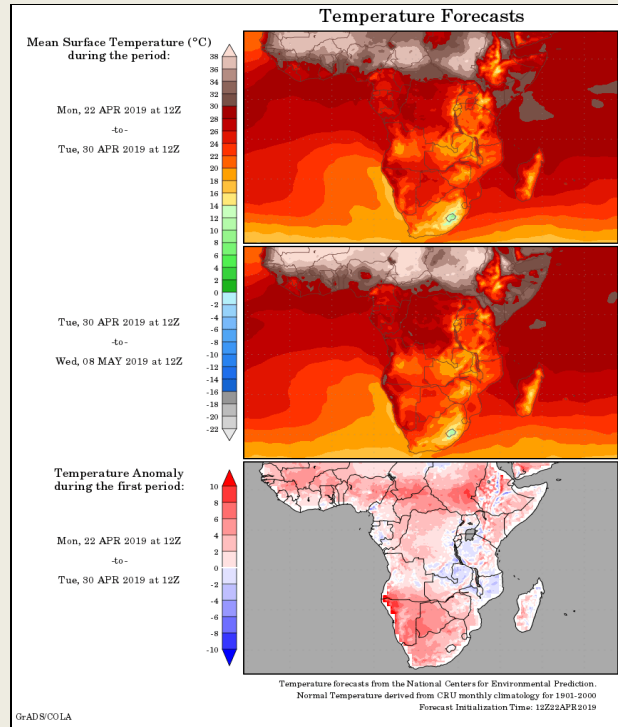 Temperature Forecasts
Mean Surface Temperature (°C)
during the period:
Mon, 22 APR 2019 at 12Z
-to-
Tue, 30 APR 2019 at 12Z
38
36
34
32
30
28
26
24
22
20
18
16
14
12
10
8
6
4
2
0
-2
-4
-6
-8
-10
-12
-14
-16
-18
-20
-22
Tue, 30 APR 2019 at 12Z
-to-
Wed, 08 MAY 2019 at 12Z
Temperature Anomaly
during the first period:
Mon, 22 APR 2019 at 12Z
-to-
Tue, 30 APR 2019 at 12Z
10
8
6
4
2
0
-2
-4
-6
-8
-10
Temperature forecasts from the National Centers for Environmental Prediction.
Normal Temperature derived from CRU monthly climatology for 1901-2000
Forecast Initialization Time: 12Z22APR2019
GrADS/COLA